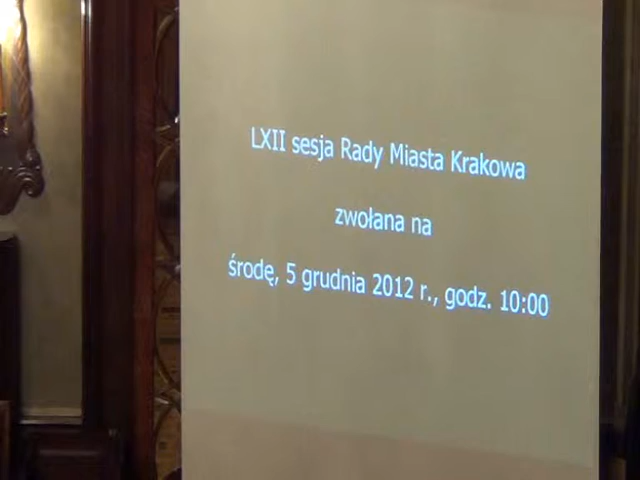 LXII sesja Rady Miasta Krakowa
zwołana na
środę, 5 grudnia 2012 r., godz. 10:00